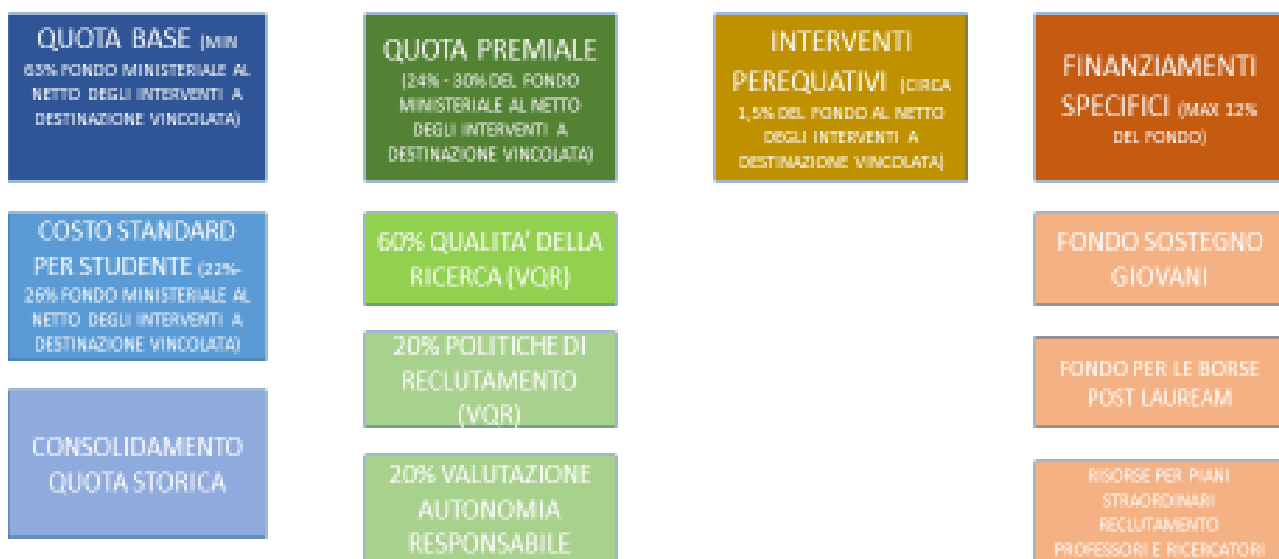 QUOTA BASE (MIN
63% FONDO MINISTERIALE AL
NETTO DEGLI INTERVENTI A
DESTINAZIONE VINCOLATA)
COSTO STANDARD
PER STUDENTE (22%-
26% FONDO MINISTERIALE AL
NETTO DEGLI INTERVENTI A
DESTINAZIONE VINCOLATA)
CONSOLIDAMENTO
QUOTA STORICA
QUOTA PREMIALE
(24% - 30% DEL FONDO
MINISTERIALE AL NETTO
DEGLI INTERVENTI A
DESTINAZIONE VINCOLATA)
60% QUALITA' DELLA
RICERCA (VQR)
20% POLITICHE DI
RECLUTAMENTO
(VQR)
20% VALUTAZIONE
AUTONOMIA
RESPONSABILE
INTERVENTI
PEREQUATIVI (CIRCA
1,5% DEL FONDO AL NETTO
DEGLI INTERVENTI A
DESTINAZIONE VINCOLATA)
FINANZIAMENTI
SPECIFICI (MAX 12%
DEL FONDO)
FONDO SOSTEGNO
GIOVANI
FONDO PER LE BORSE
POST LAUREAM
RISORSE PER PIANI
STRAORDINARI
RECLUTAMENTO
PROFESSORI E RICERCATORI